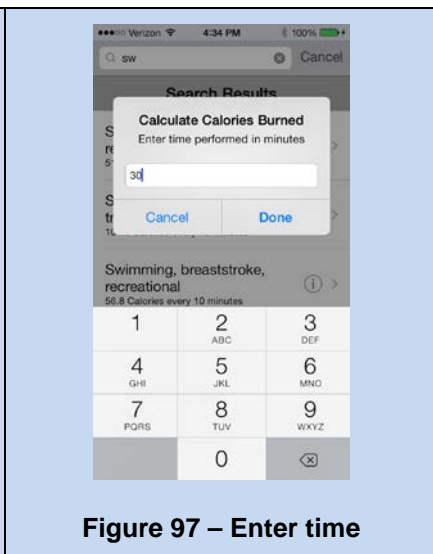 Verizon 4:34 PM 100%
sw Cancel
Search Results
Calculate Calories Burned
Enter time performed in minutes
30
Cancel Done
S
re
S
tr
Swimming, breaststroke,
recreational
56.8 Calories every 10 minutes
1 2 3
ABC DEF
4 5 6
GHI JKL MNO
7 8 9
PQRS TUV WXYZ
0
Figure 97 – Enter time